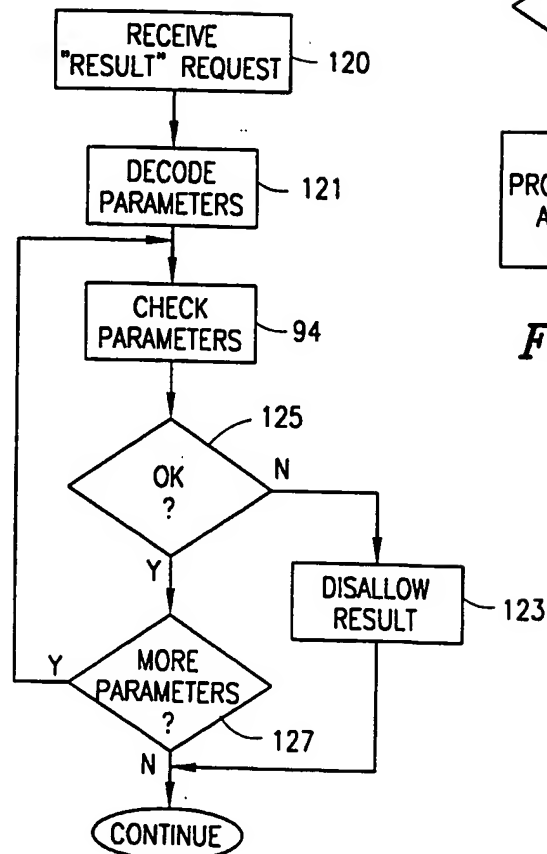 RECEIVE
"RESULT" REQUEST
120
DECODE
PARAMETERS
121
CHECK
PARAMETERS
94
125
OK
?
N
Y
DISALLOW
RESULT
123
Y
MORE
PARAMETERS
?
127
N
CONTINUE
F